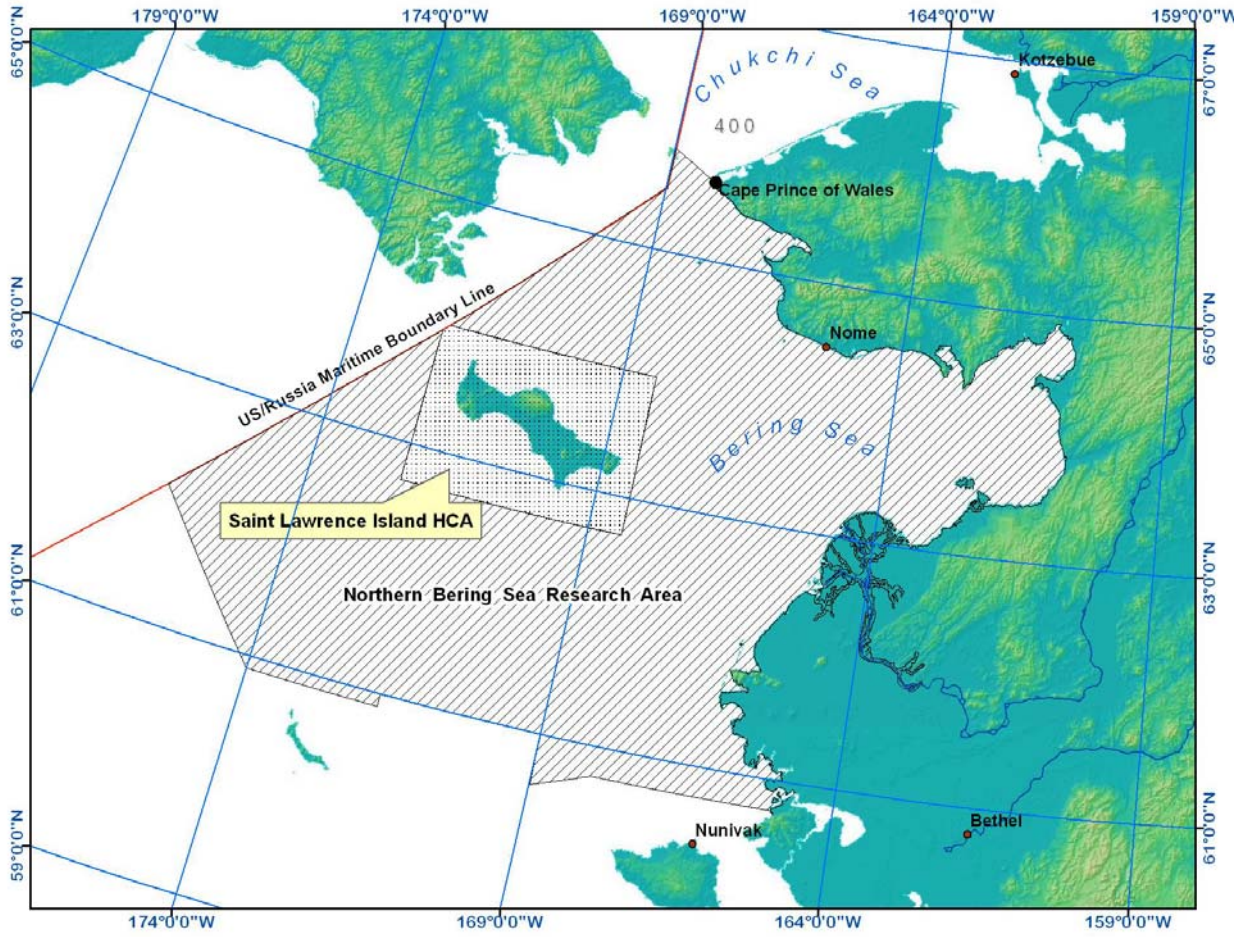 179°0'0"W
174°0'0"W
169°0'0"W
164°0'0"W
159°0'0"W
65°0'0"N
67°0'0"N
Kotzebue
Chukchi Sea
400
Cape Prince of Wales
63°0'0"N
65°0'0"N
US/Russia Maritime Boundary Line
Nome
Bering Sea
Saint Lawrence Island HCA
61°0'0"N
63°0'0"N
Northern Bering Sea Research Area
59°0'0"N
61°0'0"N
Nunivak
Bethel
174°0'0"W
169°0'0"W
164°0'0"W
159°0'0"W